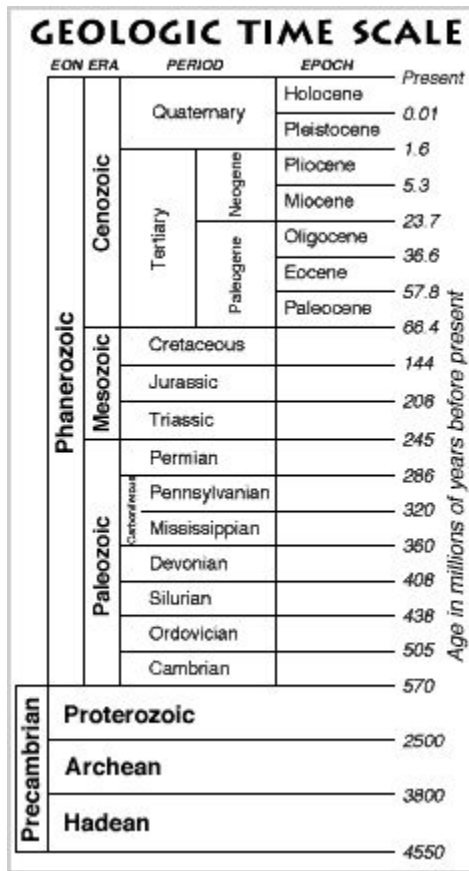 GEOLOGIC TIME SCALE
EON ERA PERIOD EPOCH
Present
Holocene
0.01
Quaternary
Pleistocene
1.6
Pliocene
5.3
Neogene
Miocene
23.7
Tertiary
Oligocene
36.6
Paleogene
Eocene
57.8
Paleocene
66.4
Cenozoic
Cretaceous
144
Jurassic
208
Triassic
245
Mesozoic
Permian
286
Pennsylvanian
320
Carboniferous
Mississippian
360
Devonian
408
Silurian
438
Ordovician
505
Cambrian
570
Paleozoic
Phanerozoic
Proterozoic
2500
Archean
3800
Hadean
4550
Precambrian
Age in millions of years before present